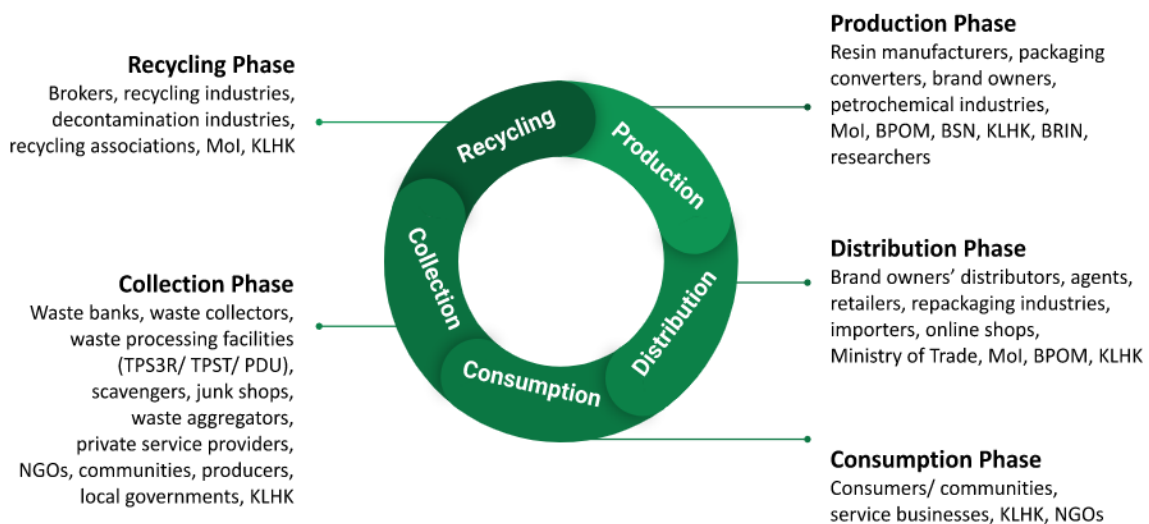 Production Phase
Resin manufacturers, packaging
converters, brand owners,
petrochemical industries,
MoI, BPOM, BSN, KLHK, BRIN,
researchers
Recycling Phase
Brokers, recycling industries,
decontamination industries,
recycling associations, MoI, KLHK
Recycling
Production
Collection
Distribution
Consumption
Distribution Phase
Brand owners’ distributors, agents,
retailers, repackaging industries,
importers, online shops,
Ministry of Trade, MoI, BPOM, KLHK
Collection Phase
Waste banks, waste collectors,
waste processing facilities
(TPS3R/ TPST/ PDU),
scavengers, junk shops,
waste aggregators,
private service providers,
NGOs, communities, producers,
local governments, KLHK
Consumption Phase
Consumers/ communities,
service businesses, KLHK, NGOs